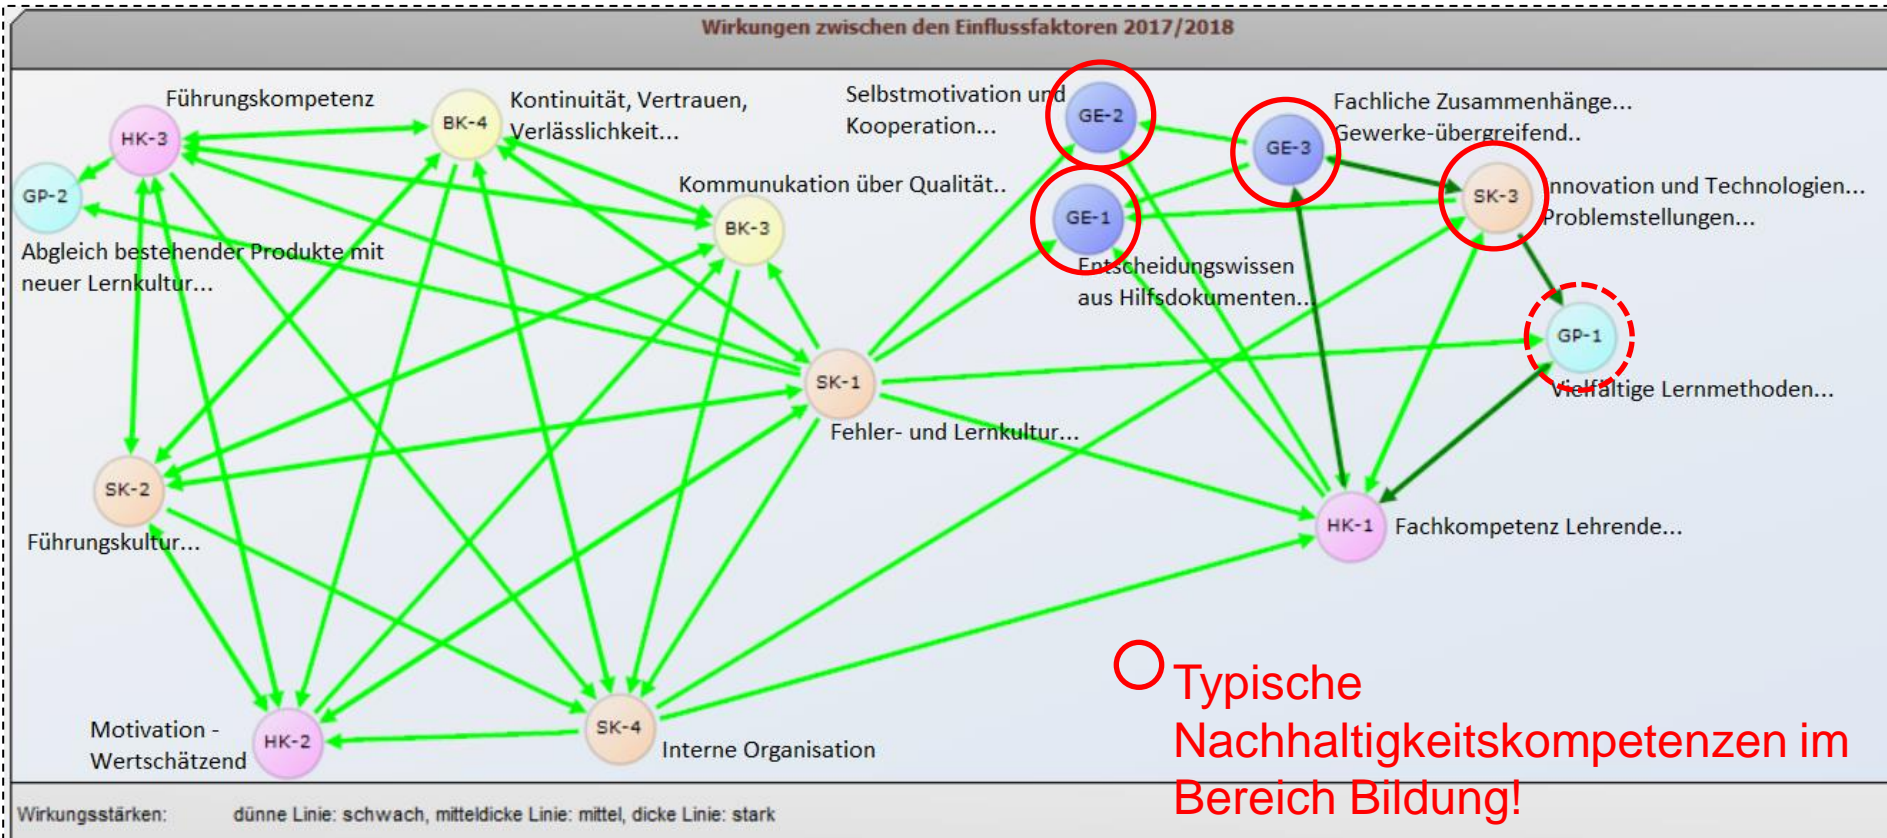 Wirkungen zwischen den Einflussfaktoren 2017/2018
Führungskompetenz
HK-3
BK-4
Kontinuität, Vertrauen,
Verlässlichkeit...
Selbstmotivation und
Kooperation...
GE-2
GE-3
Fachliche Zusammenhänge...
Gewerke-übergreifend..
GP-2
Abgleich bestehender Produkte mit
neuer Lernkultur...
Kommunukation über Qualität..
BK-3
GE-1
Entscheidungswissen
aus Hilfsdokumenten...
SK-3
nnovation und Technologien...
Problemstellungen...
GP-1
Vielfältige Lernmethoden...
SK-1
Fehler- und Lernkultur...
SK-2
Führungskultur...
HK-1
Fachkompetenz Lehrende...
Motivation -
Wertschätzend
HK-2
SK-4
Interne Organisation
Typische
Nachhaltigkeitskompetenzen im
Bereich Bildung!
Wirkungsstärken: dünne Linie: schwach, mitteldicke Linie: mittel, dicke Linie: stark